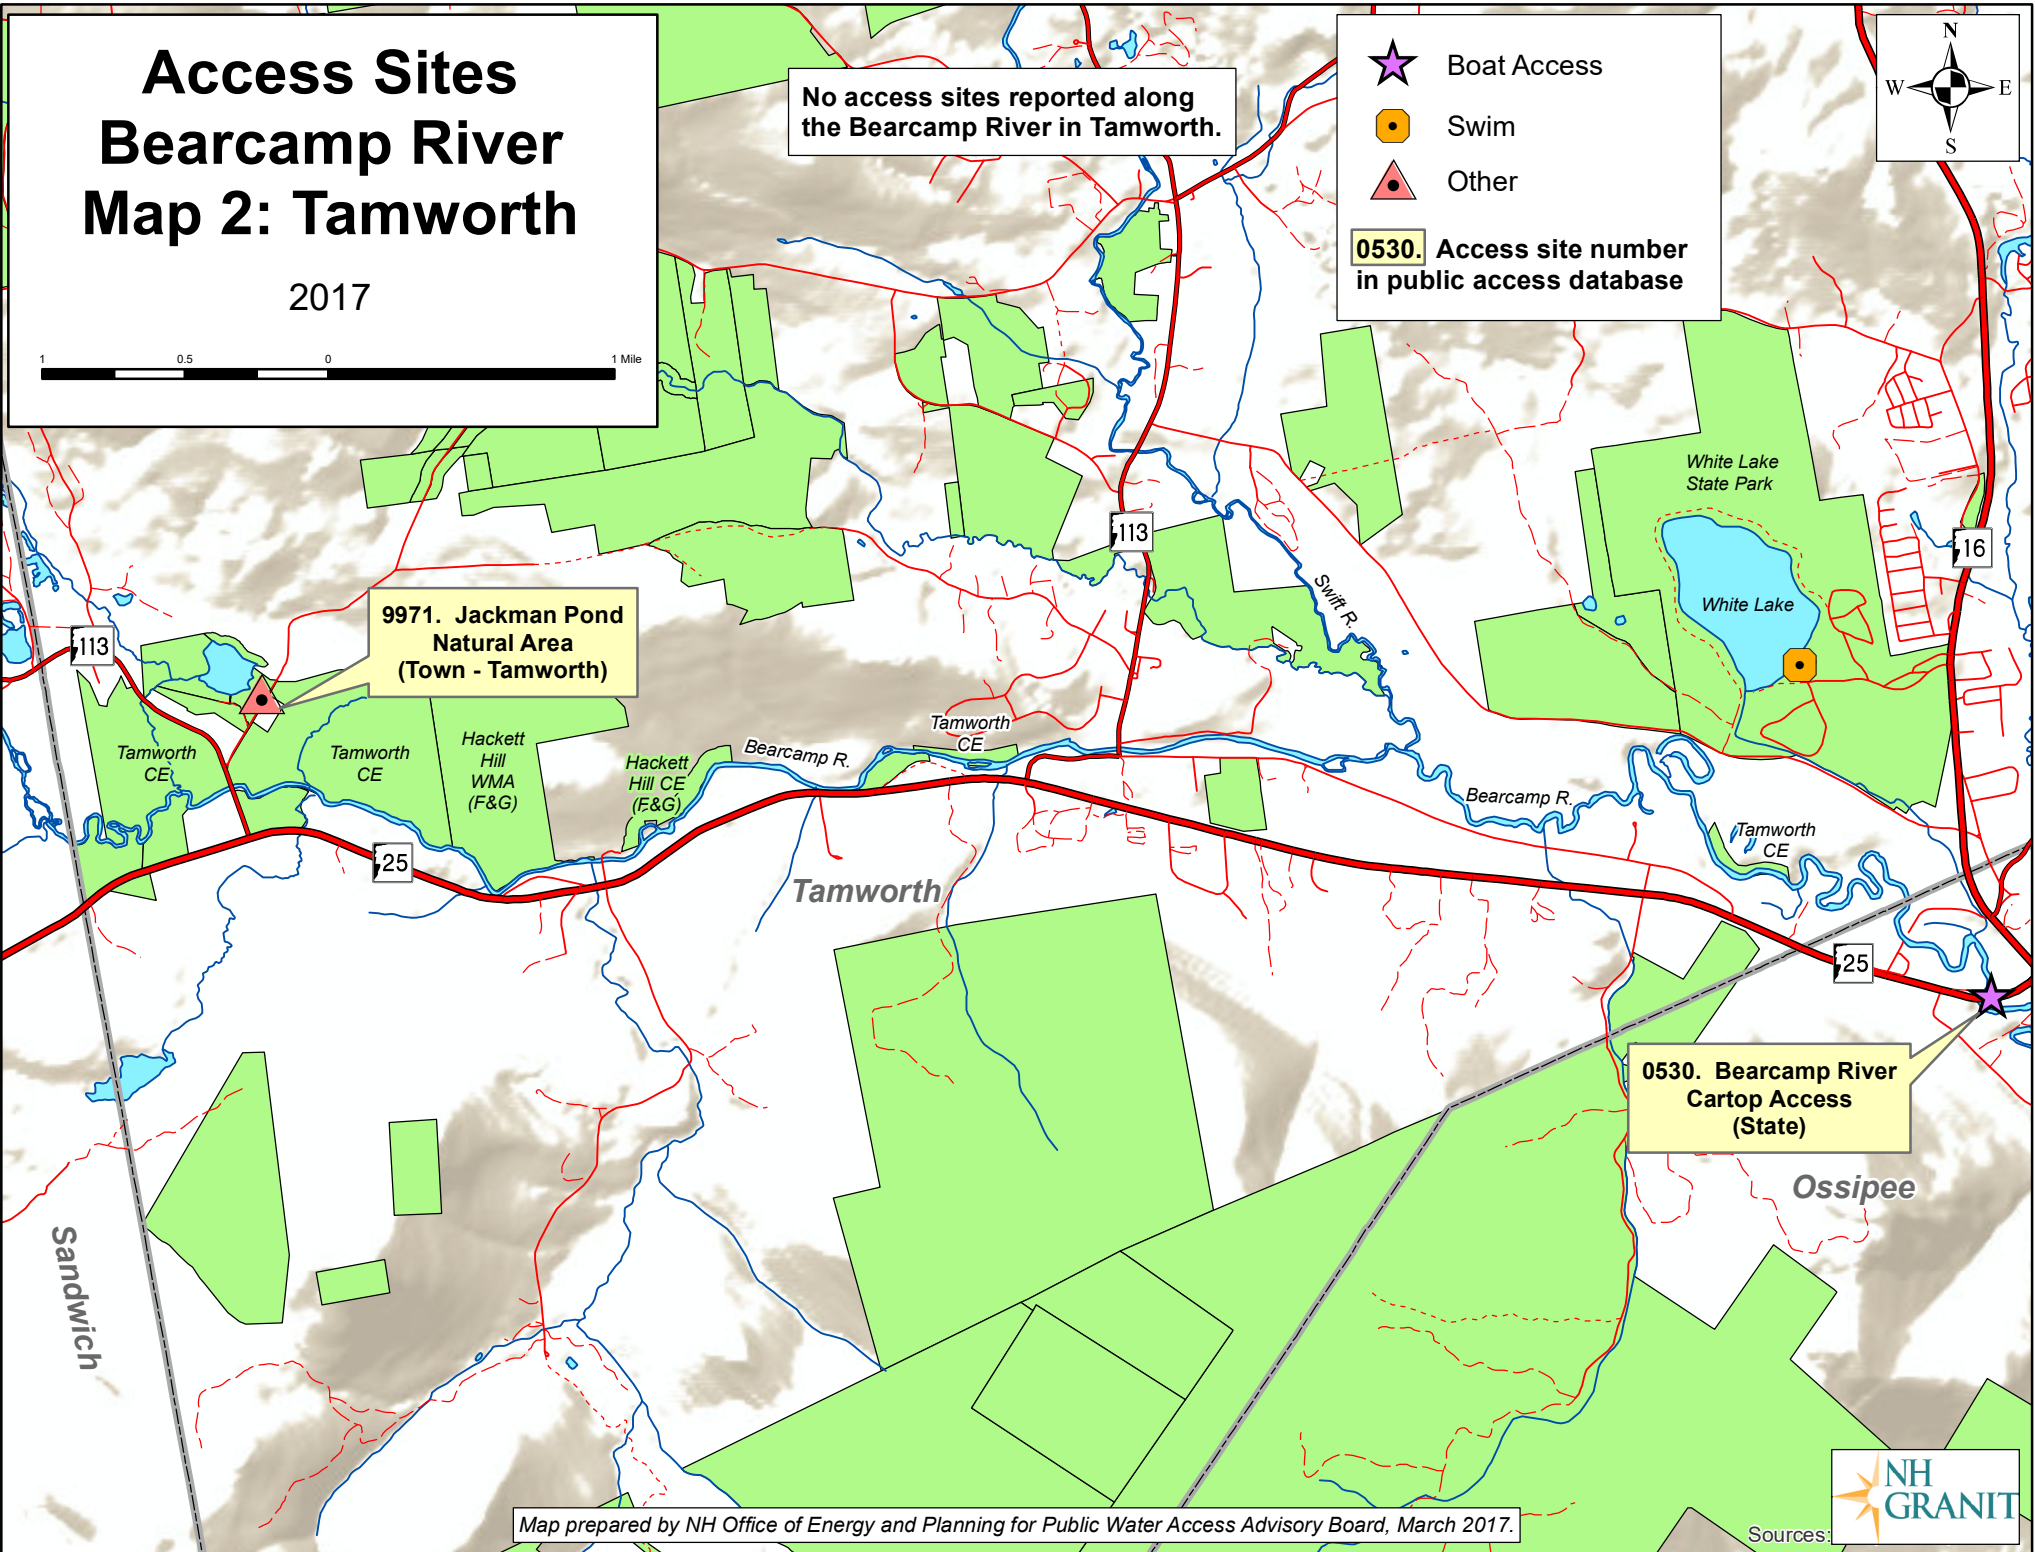 Access Sites
Bearcamp River
Map 2: Tamworth
2017
1 0.5 0 1 Mile
No access sites reported along
the Bearcamp River in Tamworth.
Boat Access
Swim
Other
0530. Access site number
in public access database
N
W E
S
White Lake
State Park
White Lake
16
113
Swift R.
9971. Jackman Pond
Natural Area
(Town - Tamworth)
113
Tamworth
CE
Tamworth
CE
Hackett
Hill
WMA
(F&G)
Hackett
Hill CE
(F&G)
Bearcamp R.
Tamworth
CE
Bearcamp R.
Tamworth
CE
25
Tamworth
25
0530. Bearcamp River
Cartop Access
(State)
Ossipee
Sandwich
Map prepared by NH Office of Energy and Planning for Public Water Access Advisory Board, March 2017.
Sources:
NH
GRANIT